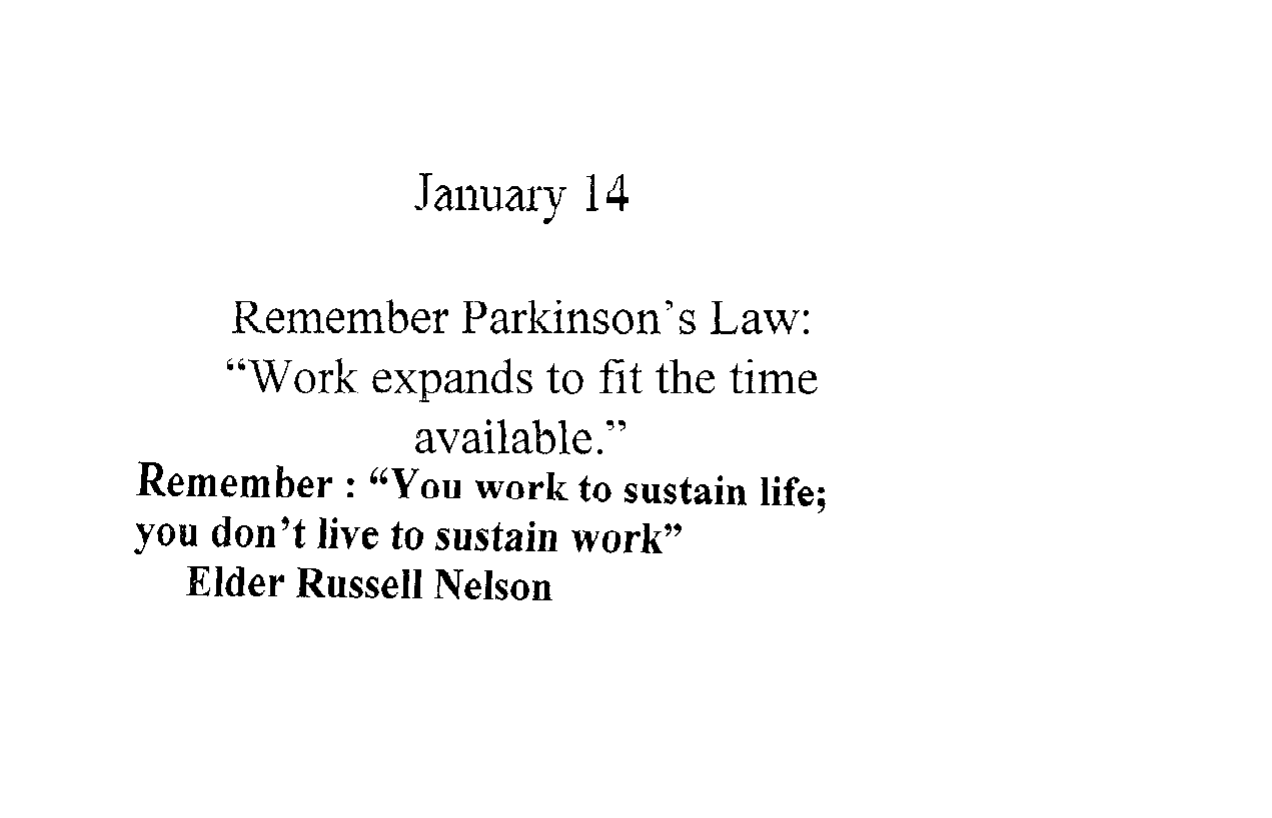 January 14
Remember Parkinson's Law:
“Work expands to fit the time
available.”
Remember : “You work to sustain life;
you don't live to sustain work”
Elder Russell Nelson